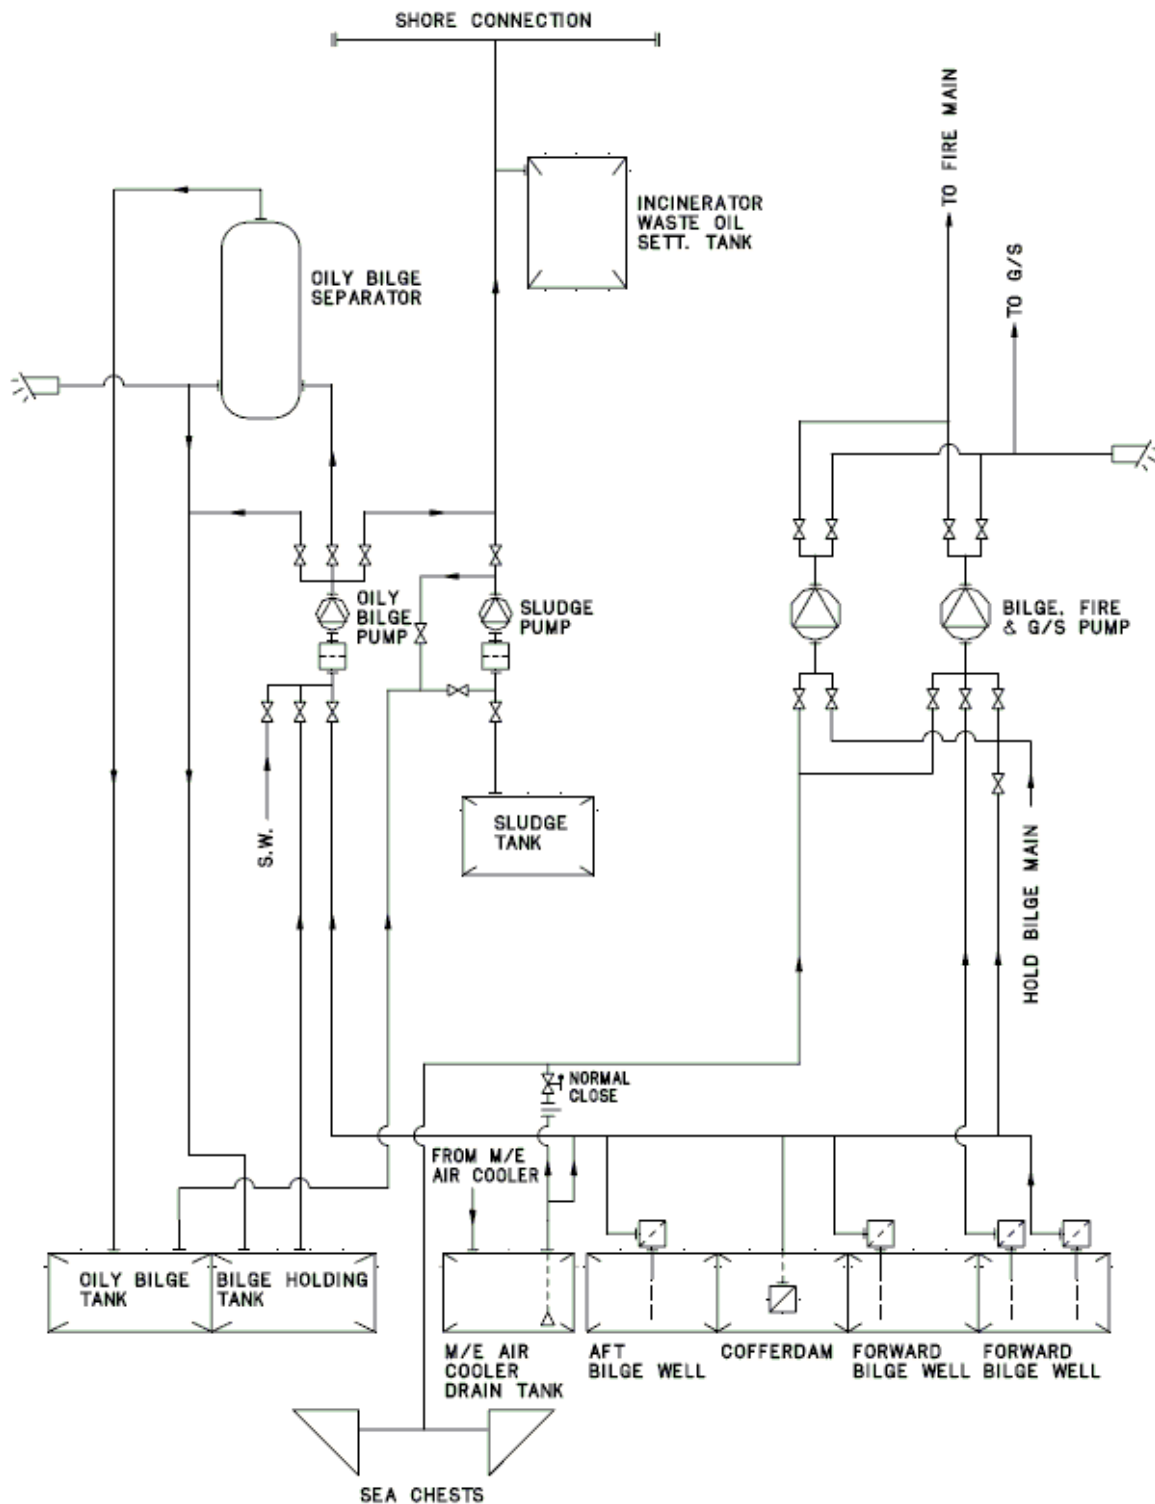 SHORE CONNECTION
TO FIRE MAIN
INCINERATOR
WASTE OIL
SETT. TANK
TO G/S
OILY BILGE
SEPARATOR
OILY
BILGE
PUMP
SLUDGE
PUMP
BILGE, FIRE
& G/S PUMP
S.W.
SLUDGE
TANK
HOLD BILGE MAIN
NORMAL
CLOSE
FROM M/E
AIR COOLER
OILY BILGE
TANK
BILGE HOLDING
TANK
M/E AIR
COOLER
DRAIN TANK
AFT
BILGE WELL
COFFERDAM
FORWARD
BILGE WELL
FORWARD
BILGE WELL
SEA CHESTS